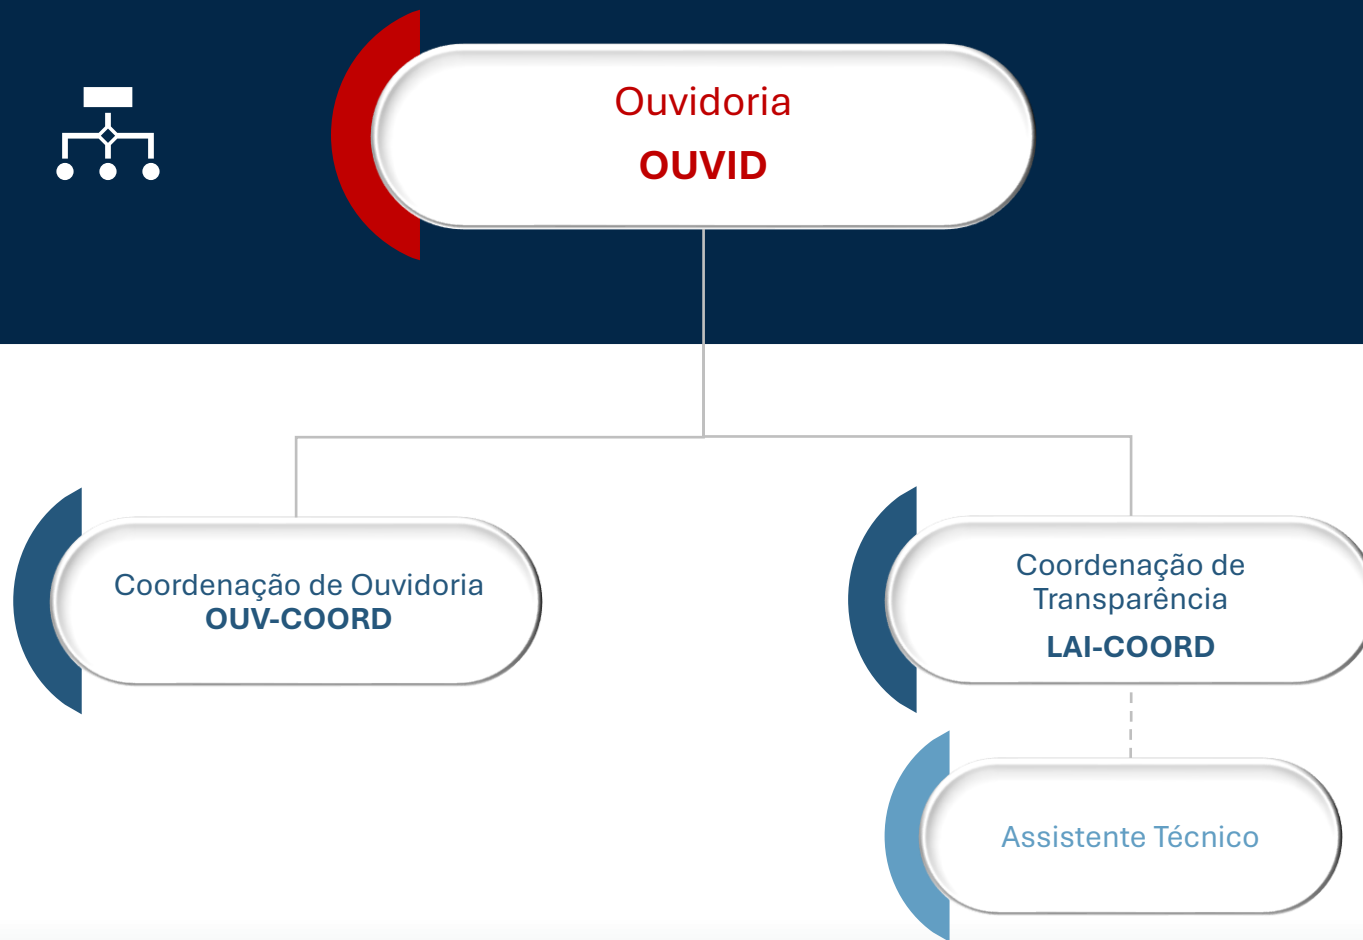 Ouvidoria
OUVID
Coordenação de Ouvidoria
OUV-COORD
Coordenação de
Transparência
LAI-COORD
Assistente Técnico